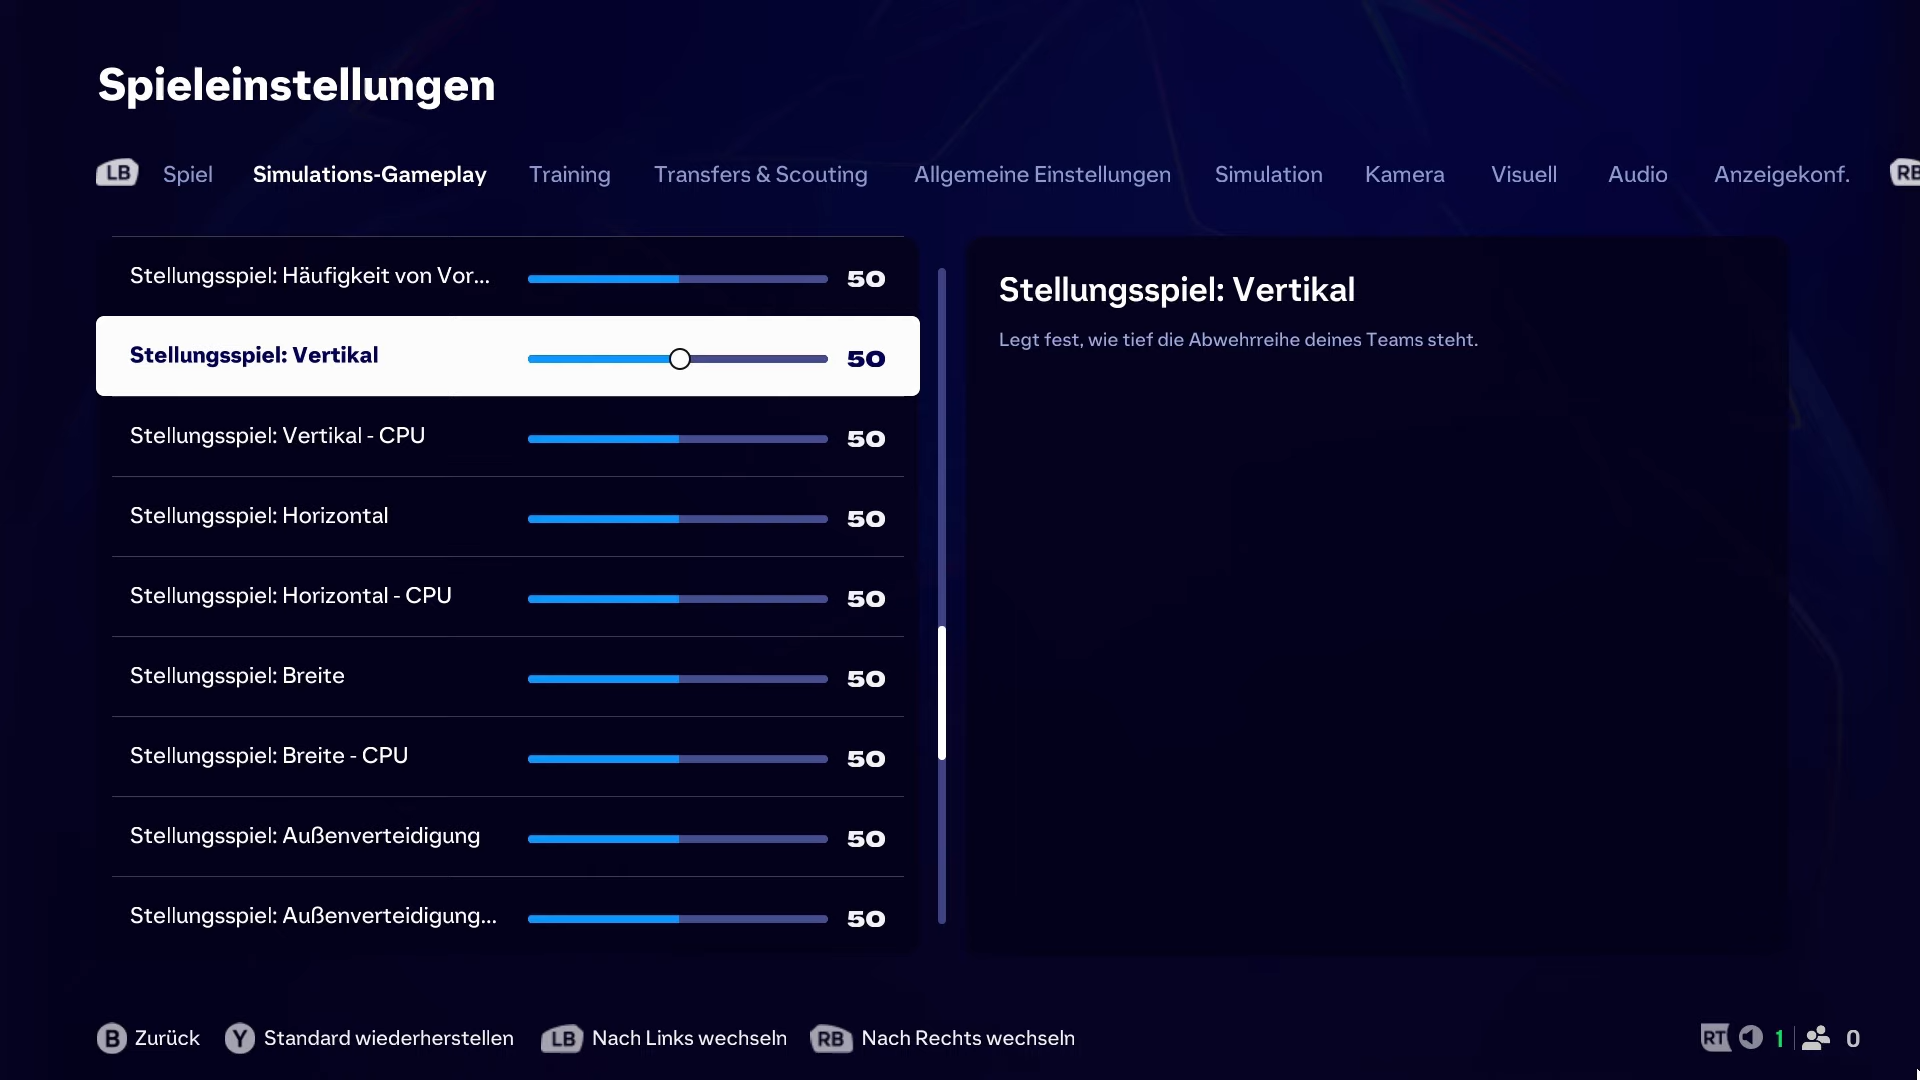 Spieleinstellungen
LB Spiel Simulations-Gameplay Training Transfers & Scouting Allgemeine Einstellungen Simulation Kamera Visuell Audio Anzeigekonf. RB
Stellungsspiel: Häufigkeit von Vor... 50
Stellungsspiel: Vertikal 50
Stellungsspiel: Vertikal - CPU 50
Stellungsspiel: Horizontal 50
Stellungsspiel: Horizontal - CPU 50
Stellungsspiel: Breite 50
Stellungsspiel: Breite - CPU 50
Stellungsspiel: Außenverteidigung 50
Stellungsspiel: Außenverteidigung... 50
Stellungsspiel: Vertikal
Legt fest, wie tief die Abwehrreihe deines Teams steht.
B Zurück Y Standard wiederherstellen LB Nach Links wechseln RB Nach Rechts wechseln RT 1 0